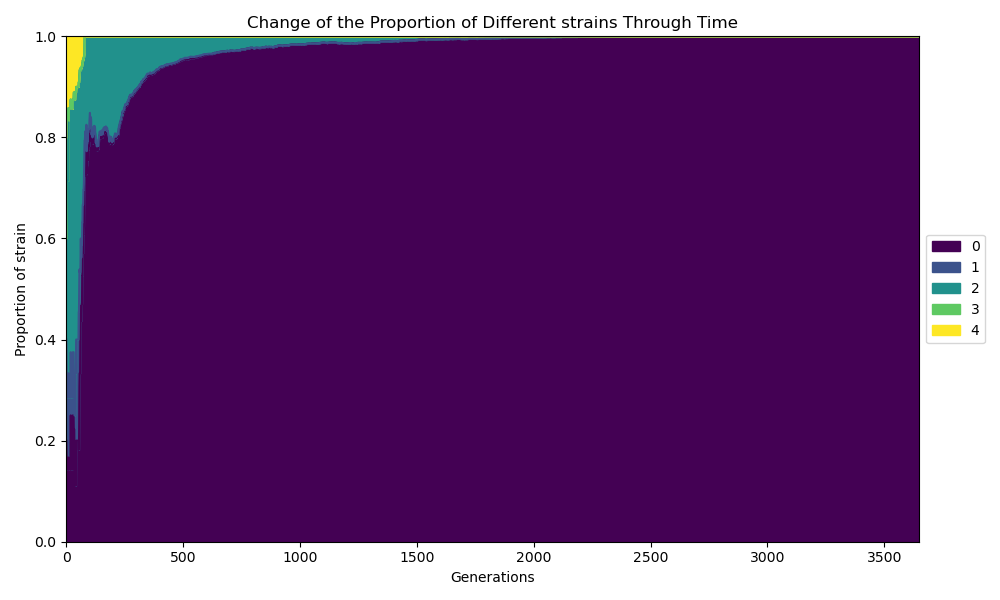 Change of the Proportion of Different strains Through Time
1.0
0.8
0.6
0.4
0.2
0.0
Proportion of strain
0 500 1000 1500 2000 2500 3000 3500
Generations
0
1
2
3
4